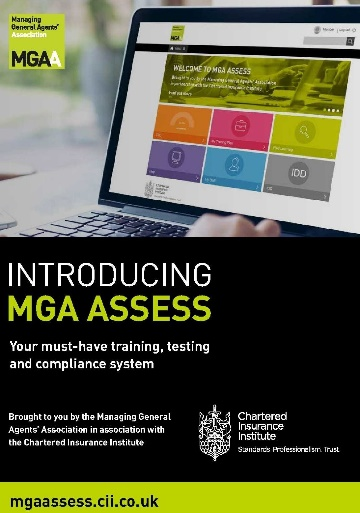 Managing
General Agents'
Association
MGAA
MGAA
WELCOME TO MGA ASSESS
IDD
INTRODUCING
MGA ASSESS
Your must-have training, testing
and compliance system
Brought to you by the Managing General
Agents' Association in association with
the Chartered Insurance Institute
Chartered
Insurance
Institute
Standards. Professionalism. Trust.
mgaassess.cii.co.uk